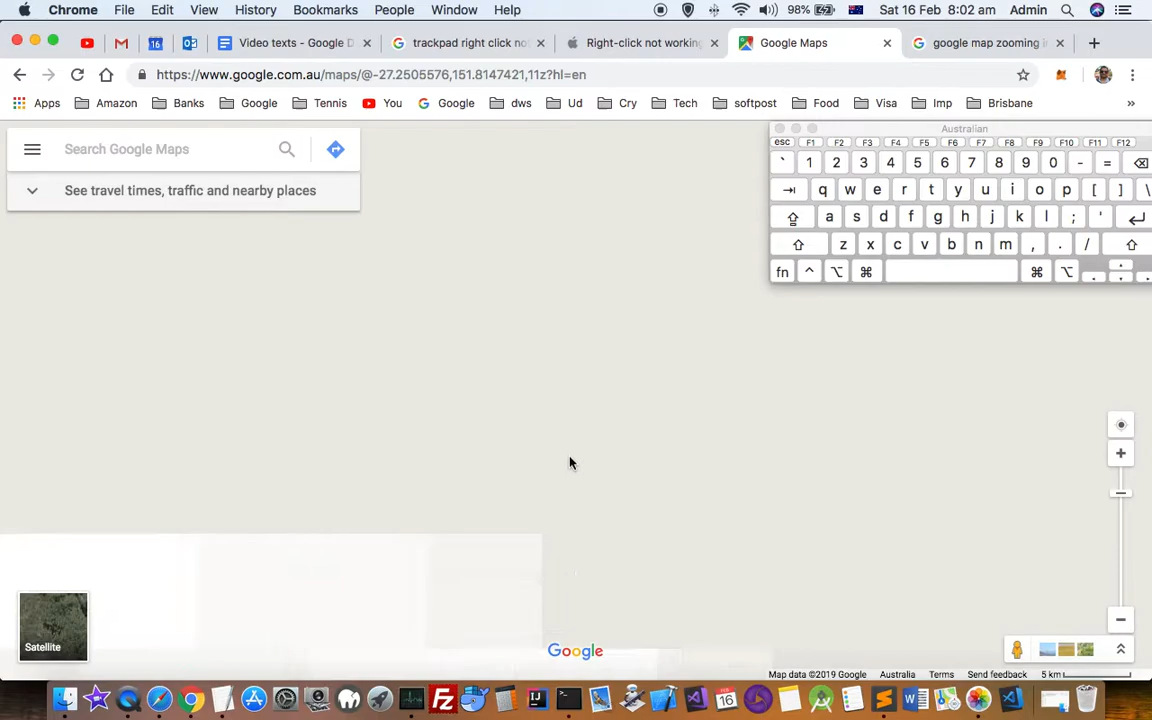 Chrome File Edit View History Bookmarks People Window Help 98% Sat 16 Feb 8:02 am Admin
16 Video texts - Google D trackpad right click no Right-click not working Google Maps google map zooming i
https://www.google.com.au/maps/@-27.2505576,151.8147421,11z?hl=en
Apps Amazon Banks Google Tennis You Google dws Ud Cry Tech softpost Food Visa Imp Brisbane »
Australian
esc F1 F2 F3 F4 F5 F6 F7 F8 F9 F10 F11 F12
Search Google Maps
` 1 2 3 4 5 6 7 8 9 0 - =
See travel times, traffic and nearby places
q w e r t y u i o p [ ] \
a s d f g h j k l ; '
z x c v b n m , . /
fn ^ ⌥ ⌘ ⌘ ⌥
+
−
Satellite
Google
Map data ©2019 Google Australia Terms Send feedback 5 km
FEB
16